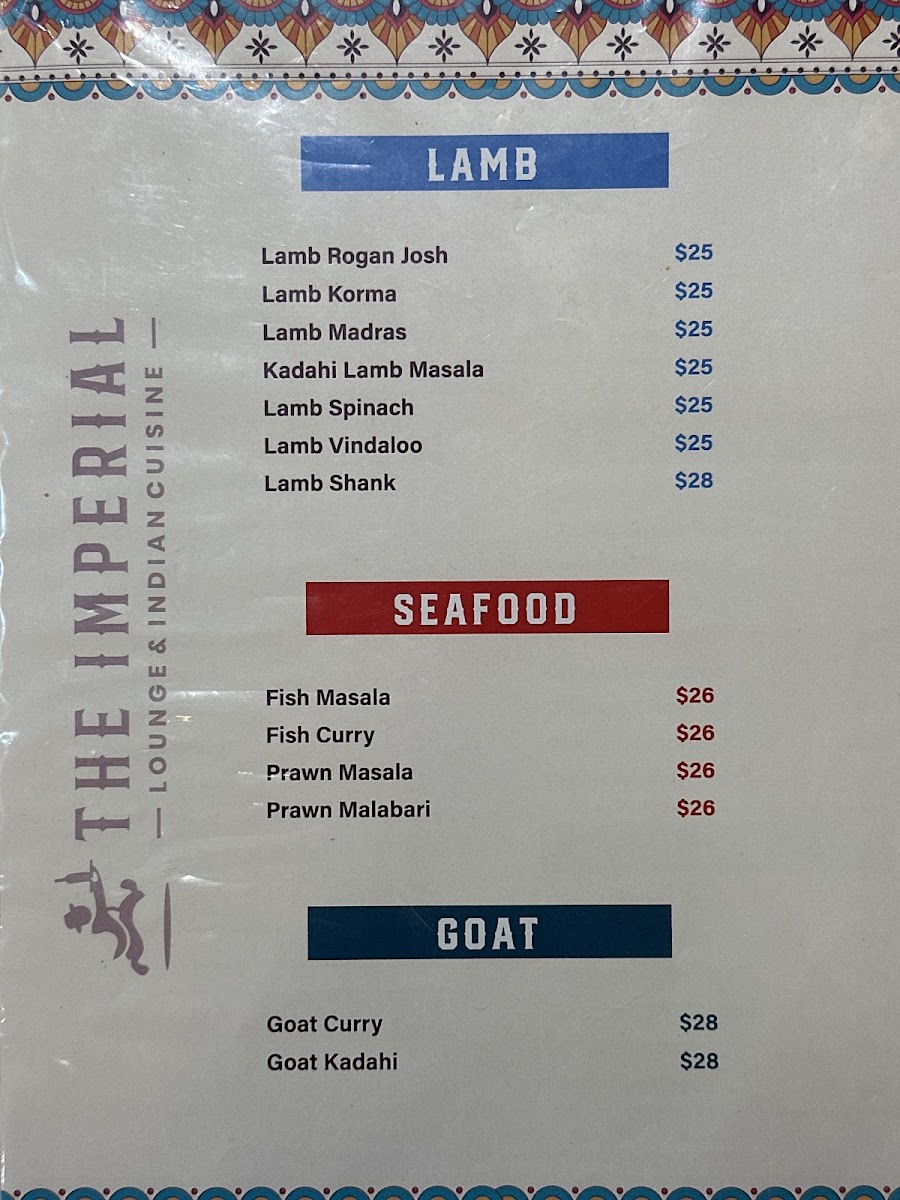 THE IMPERIAL
— LOUNGE & INDIAN CUISINE —
LAMB
Lamb Rogan Josh $25
Lamb Korma $25
Lamb Madras $25
Kadahi Lamb Masala $25
Lamb Spinach $25
Lamb Vindaloo $25
Lamb Shank $28
SEAFOOD
Fish Masala $26
Fish Curry $26
Prawn Masala $26
Prawn Malabari $26
GOAT
Goat Curry $28
Goat Kadahi $28